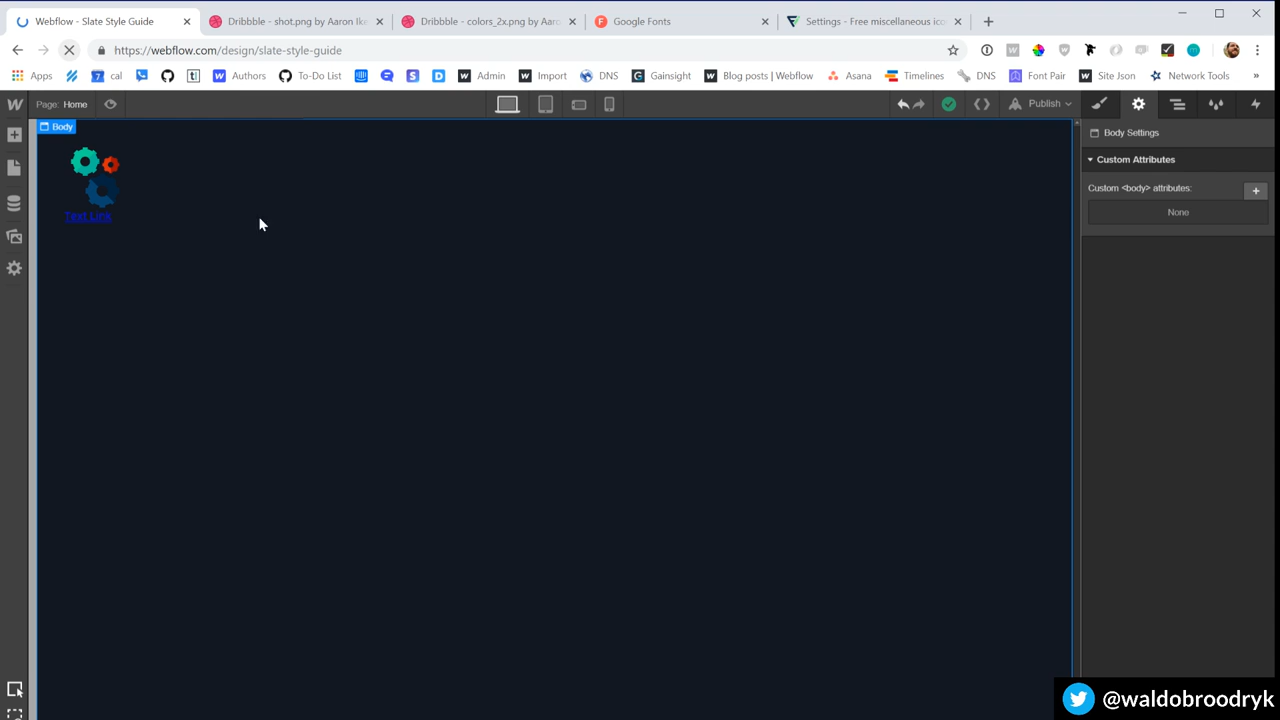 Webflow - Slate Style Guide
Dribbble - shot.png by Aaron Ike
Dribbble - colors_2x.png by Aaro
Google Fonts
Settings - Free miscellaneous ico
https://webflow.com/design/slate-style-guide
Apps
cal
Authors
To-Do List
Admin
Import
DNS
Gainsight
Blog posts | Webflow
Asana
Timelines
DNS
Font Pair
Site Json
Network Tools
»
Page: Home
Publish
Body
Body Settings
Custom Attributes
Custom <body> attributes:
None
Text Link
@waldobroodryk